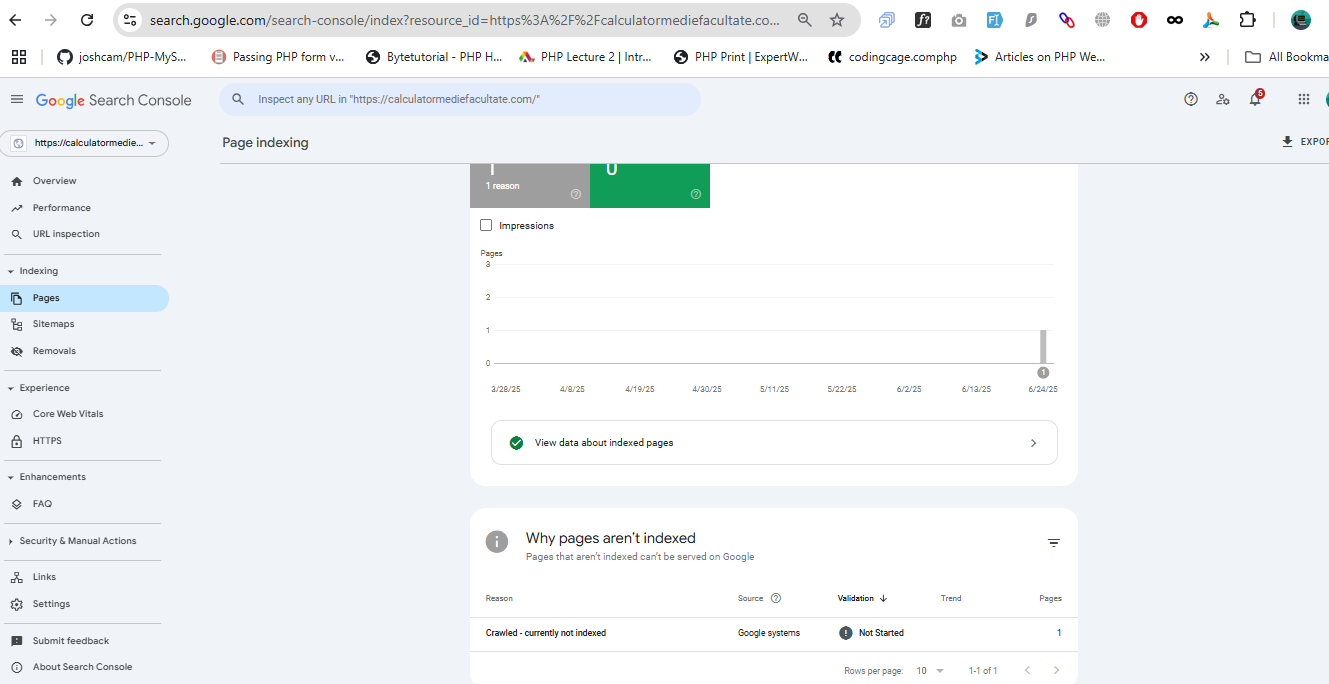 search.google.com/search-console/index?resource_id=https%3A%2F%2Fcalculatormediefacultate.co...
joshcam/PHP-MyS...
Passing PHP form v...
Bytetutorial - PHP H...
PHP Lecture 2 | Intr...
PHP Print | ExpertW...
codingcage.comphp
Articles on PHP We...
All Bookma
Google Search Console
Inspect any URL in "https://calculatormediefacultate.com/"
5
https://calculatormedie...
Page indexing
EXPOR
Overview
Performance
URL inspection
Indexing
Pages
Sitemaps
Removals
Experience
Core Web Vitals
HTTPS
Enhancements
FAQ
Security & Manual Actions
Links
Settings
Submit feedback
About Search Console
1 reason
0
Impressions
Pages
3
2
1
0
1
3/28/25 4/8/25 4/19/25 4/30/25 5/11/25 5/22/25 6/2/25 6/13/25 6/24/25
View data about indexed pages
Why pages aren't indexed
Pages that aren't indexed can't be served on Google
Reason Source Validation Trend Pages
Crawled - currently not indexed Google systems Not Started 1
Rows per page: 10 1-1 of 1